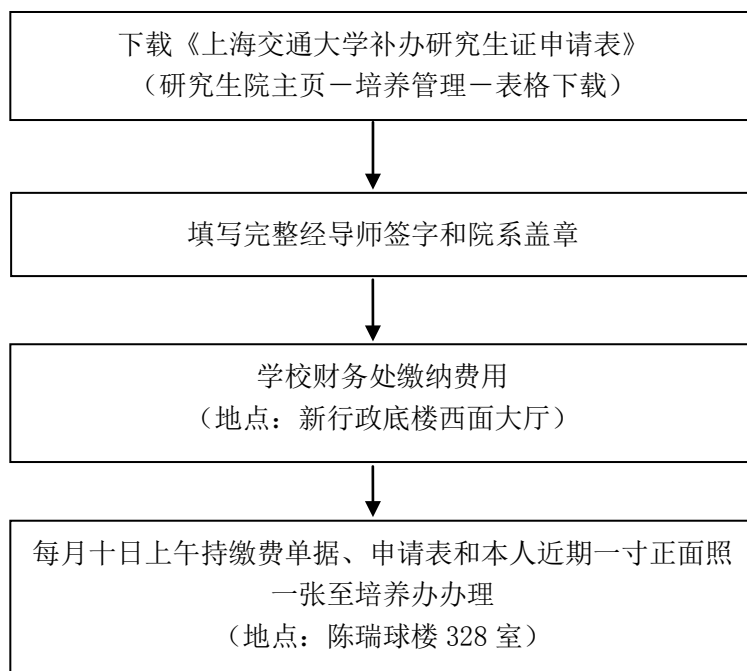 下载《上海交通大学补办研究生证申请表》
（研究生院主页－培养管理－表格下载）
填写完整经导师签字和院系盖章
学校财务处缴纳费用
（地点：新行政底楼西面大厅）
每月十日上午持缴费单据、申请表和本人近期一寸正面照
一张至培养办办理
（地点：陈瑞球楼 328 室）